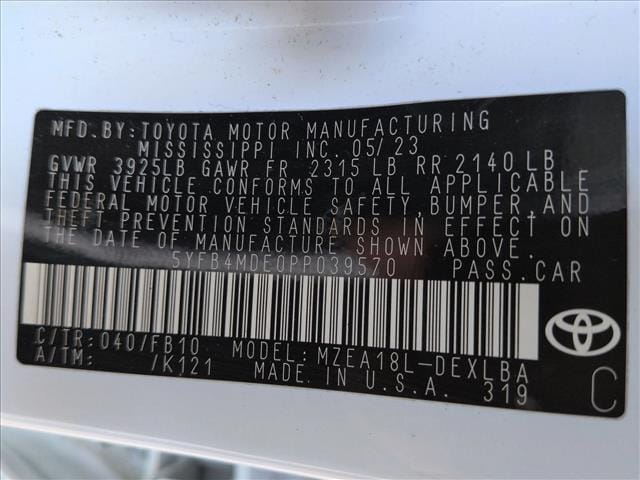 MFD.BY:TOYOTA MOTOR MANUFACTURING
MISSISSIPPI INC. 05/23
GVWR 3925LB GAWR FR 2315 LB RR 2140 LB
THIS VEHICLE CONFORMS TO ALL APPLICABLE
FEDERAL MOTOR VEHICLE SAFETY, BUMPER, AND
THEFT PREVENTION STANDARDS IN EFFECT ON
THE DATE OF MANUFACTURE SHOWN ABOVE.
5YFB4MDE0PP039570 PASS.CAR
C/TR: 040/FB10 MODEL: MZEA18L-DEXLBA
A/TM: /K121 MADE IN U.S.A. 319
C